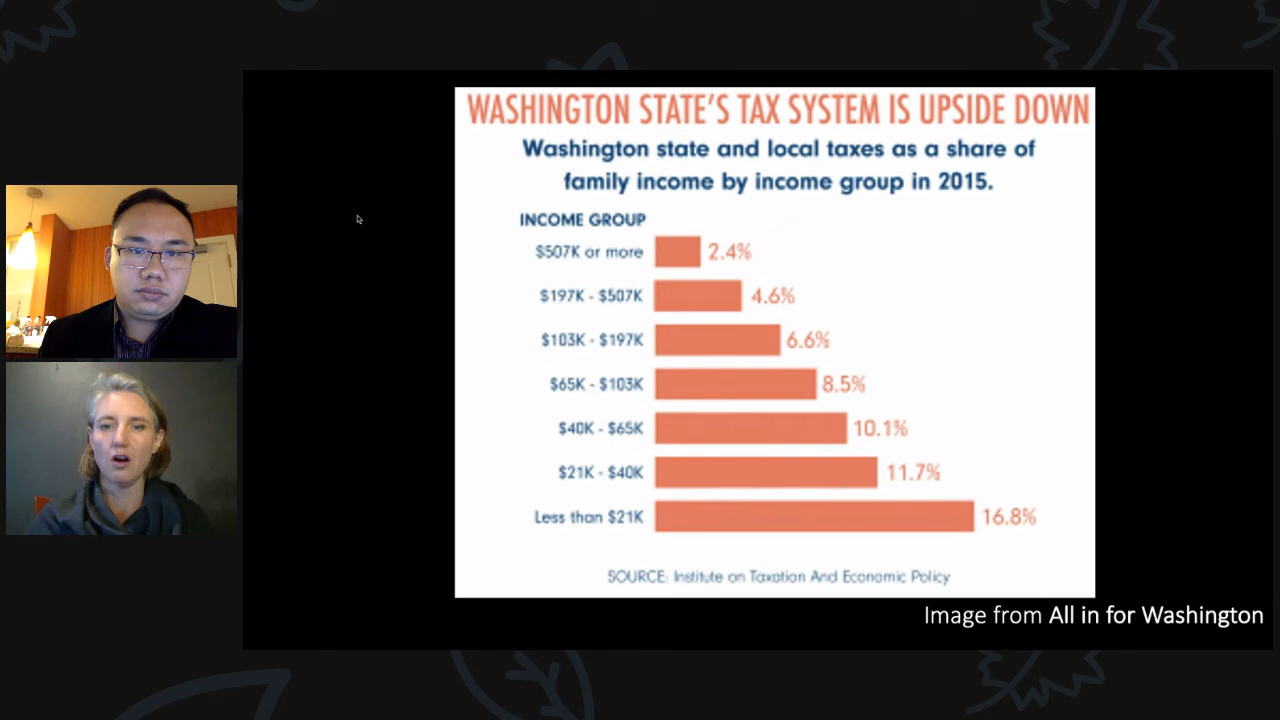 WASHINGTON STATE'S TAX SYSTEM IS UPSIDE DOWN
Washington state and local taxes as a share of
family income by income group in 2015.
INCOME GROUP
$507K or more 2.4%
$197K - $507K 4.6%
$103K - $197K 6.6%
$65K - $103K 8.5%
$40K - $65K 10.1%
$21K - $40K 11.7%
Less than $21K 16.8%
SOURCE: Institute on Taxation And Economic Policy
Image from All in for Washington